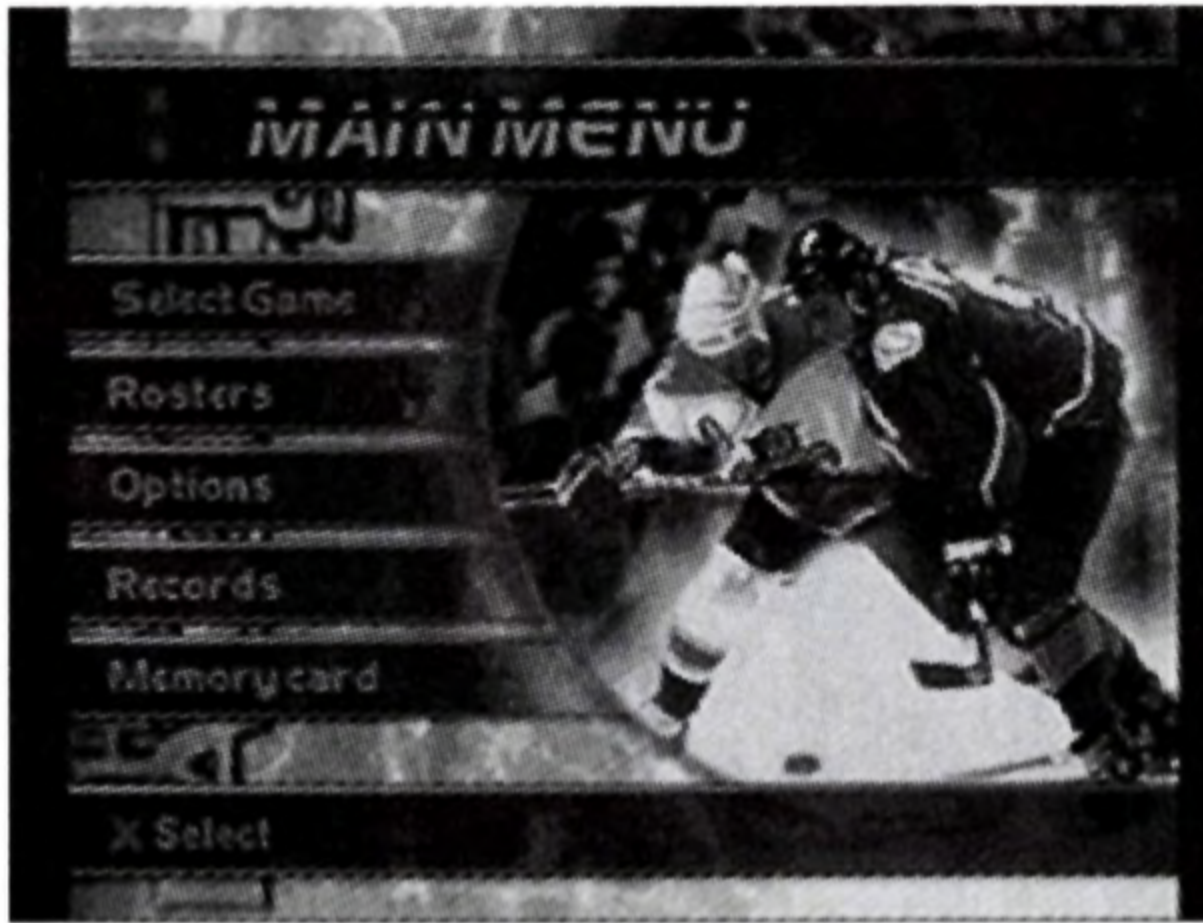 MAIN MENU
Select Game
Rosters
Options
Records
Memory card
X Select